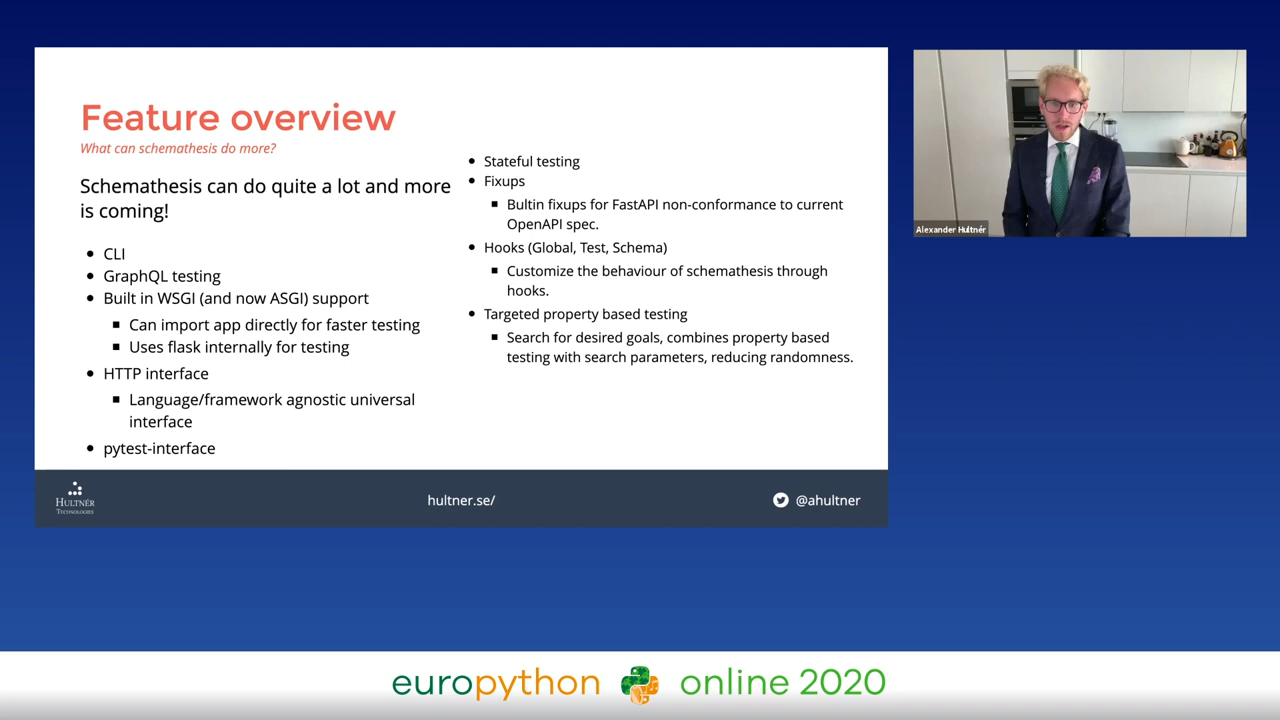 Feature overview
What can schemathesis do more?
Schemathesis can do quite a lot and more
is coming!
CLI
GraphQL testing
Built in WSGI (and now ASGI) support
Can import app directly for faster testing
Uses flask internally for testing
HTTP interface
Language/framework agnostic universal
interface
pytest-interface
Stateful testing
Fixups
Bultin fixups for FastAPI non-conformance to current
OpenAPI spec.
Hooks (Global, Test, Schema)
Customize the behaviour of schemathesis through
hooks.
Targeted property based testing
Search for desired goals, combines property based
testing with search parameters, reducing randomness.
HULTNÉR
TECHNOLOGIES
hultner.se/
@ahultner
Alexander Hultnér
europython online 2020